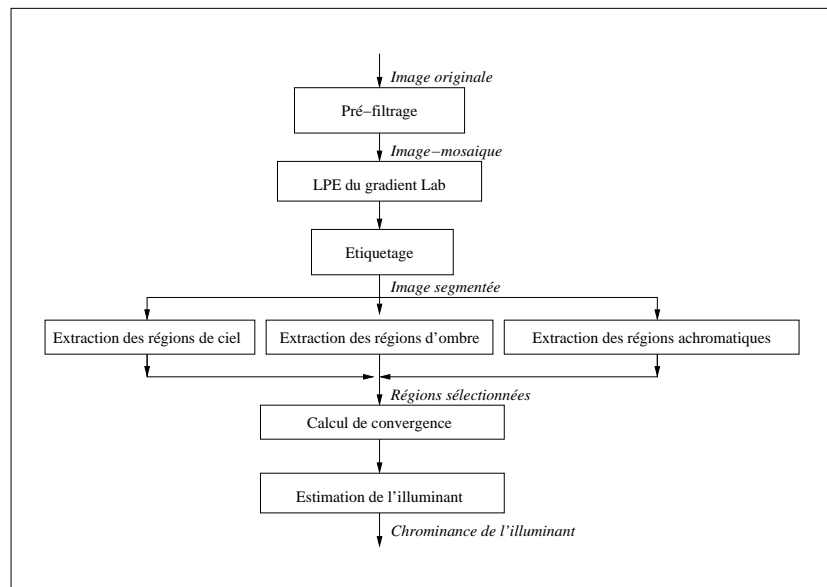 Image originale
Pré−filtrage
Image−mosaique
LPE du gradient Lab
Etiquetage
Image segmentée
Extraction des régions de ciel
Extraction des régions d’ombre
Extraction des régions achromatiques
Régions sélectionnées
Calcul de convergence
Estimation de l’illuminant
Chrominance de l’illuminant